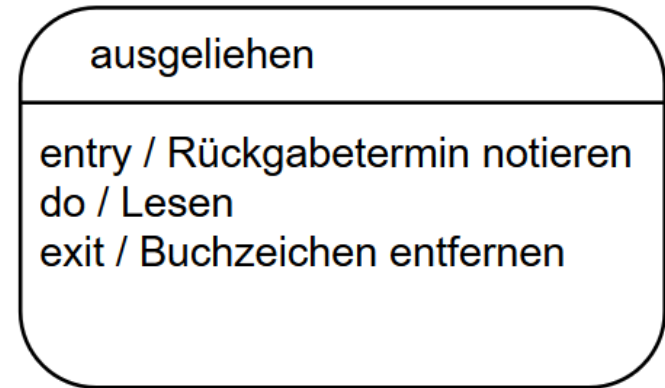 ausgeliehen
entry / Rückgabetermin notieren
do / Lesen
exit / Buchzeichen entfernen